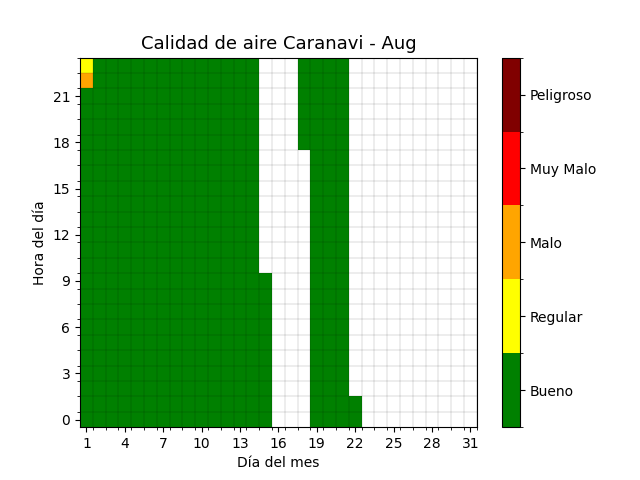 Calidad de aire Caranavi - Aug
Hora del día
21
18
15
12
9
6
3
0
1 4 7 10 13 16 19 22 25 28 31
Día del mes
Peligroso
Muy Malo
Malo
Regular
Bueno